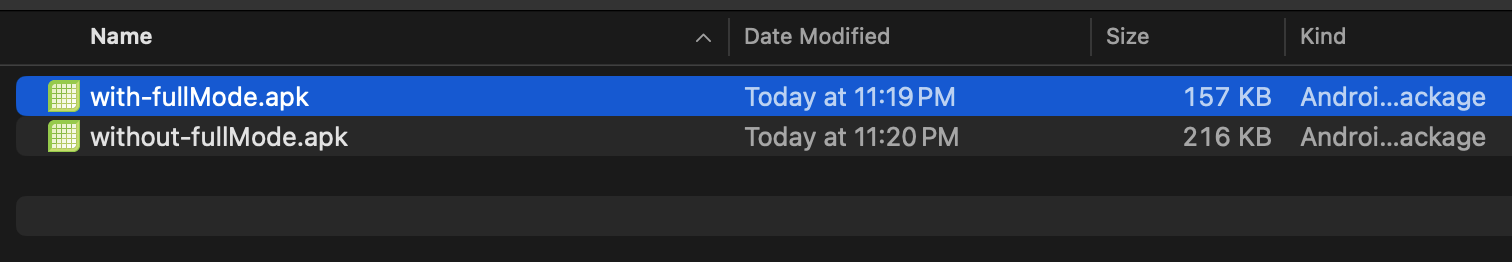 Name Date Modified Size Kind
with-fullMode.apk Today at 11:19 PM 157 KB Androi...ackage
without-fullMode.apk Today at 11:20 PM 216 KB Androi...ackage